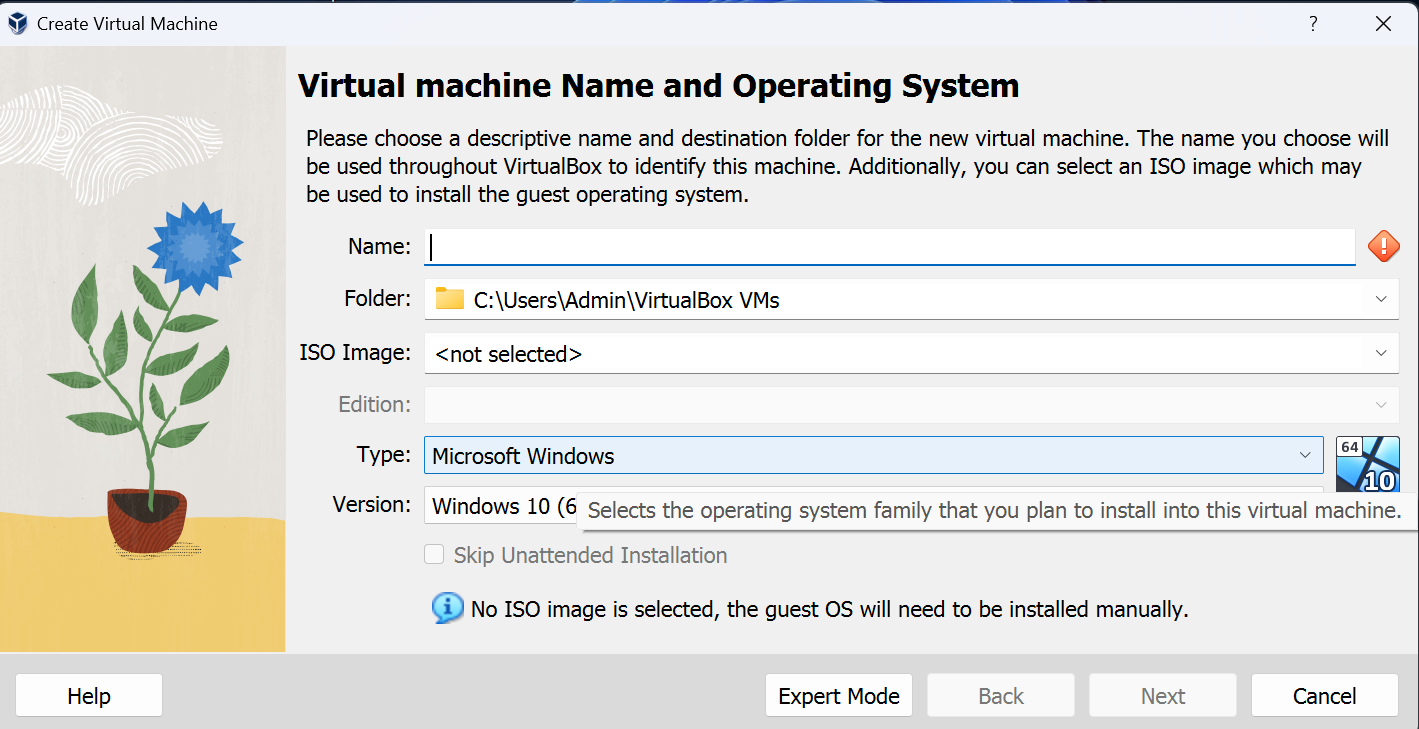 Create Virtual Machine
?
Virtual machine Name and Operating System
Please choose a descriptive name and destination folder for the new virtual machine. The name you choose will
be used throughout VirtualBox to identify this machine. Additionally, you can select an ISO image which may
be used to install the guest operating system.
Name:
Folder: C:\Users\Admin\VirtualBox VMs
ISO Image: <not selected>
Edition:
Type: Microsoft Windows
64
10
Version: Windows 10 (6
Selects the operating system family that you plan to install into this virtual machine.
Skip Unattended Installation
No ISO image is selected, the guest OS will need to be installed manually.
Help Expert Mode Back Next Cancel